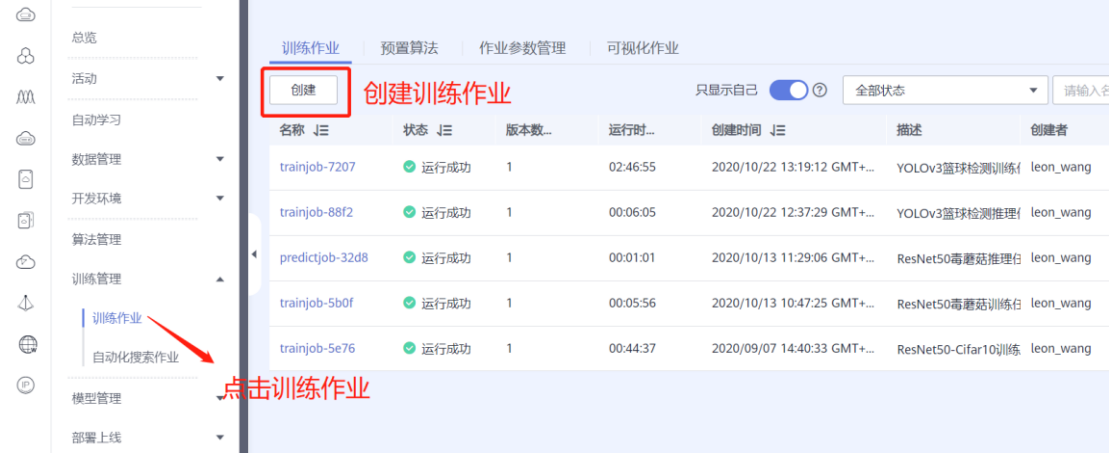 总览
活动
自动学习
数据管理
开发环境
算法管理
训练管理
训练作业
自动化搜索作业
模型管理
部署上线
IP
点击训练作业
训练作业 预置算法 作业参数管理 可视化作业
创建 创建训练作业 只显示自己 全部状态 请输入名
名称 状态 版本数... 运行时... 创建时间 描述 创建者
trainjob-7207 运行成功 1 02:46:55 2020/10/22 13:19:12 GMT+... YOLOv3篮球检测训练 leon_wang
trainjob-88f2 运行成功 1 00:06:05 2020/10/22 12:37:29 GMT+... YOLOv3篮球检测推理 leon_wang
predictjob-32d8 运行成功 1 00:01:01 2020/10/13 11:29:06 GMT+... ResNet50毒蘑菇推理任 leon_wang
trainjob-5b0f 运行成功 1 00:05:56 2020/10/13 10:47:25 GMT+... ResNet50毒蘑菇训练任 leon_wang
trainjob-5e76 运行成功 1 00:44:37 2020/09/07 14:40:33 GMT+... ResNet50-Cifar10训练 leon_wang